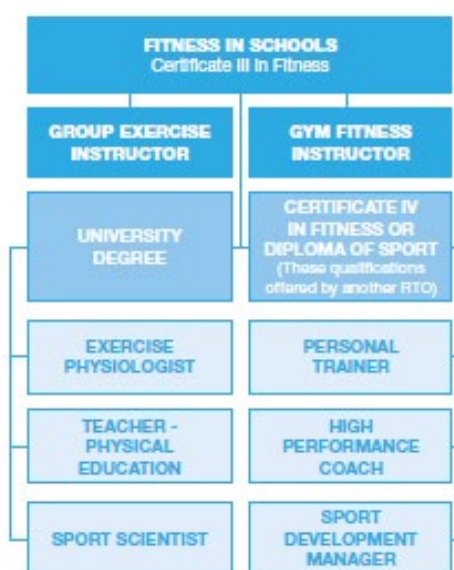 FITNESS IN SCHOOLS
Certificate III in Fitness
GROUP EXERCISE
INSTRUCTOR
GYM FITNESS
INSTRUCTOR
UNIVERSITY
DEGREE
CERTIFICATE IV
IN FITNESS OR
DIPLOMA OF SPORT
(These qualifications
offered by another RTO)
EXERCISE
PHYSIOLOGIST
PERSONAL
TRAINER
TEACHER -
PHYSICAL
EDUCATION
HIGH
PERFORMANCE
COACH
SPORT SCIENTIST
SPORT
DEVELOPMENT
MANAGER